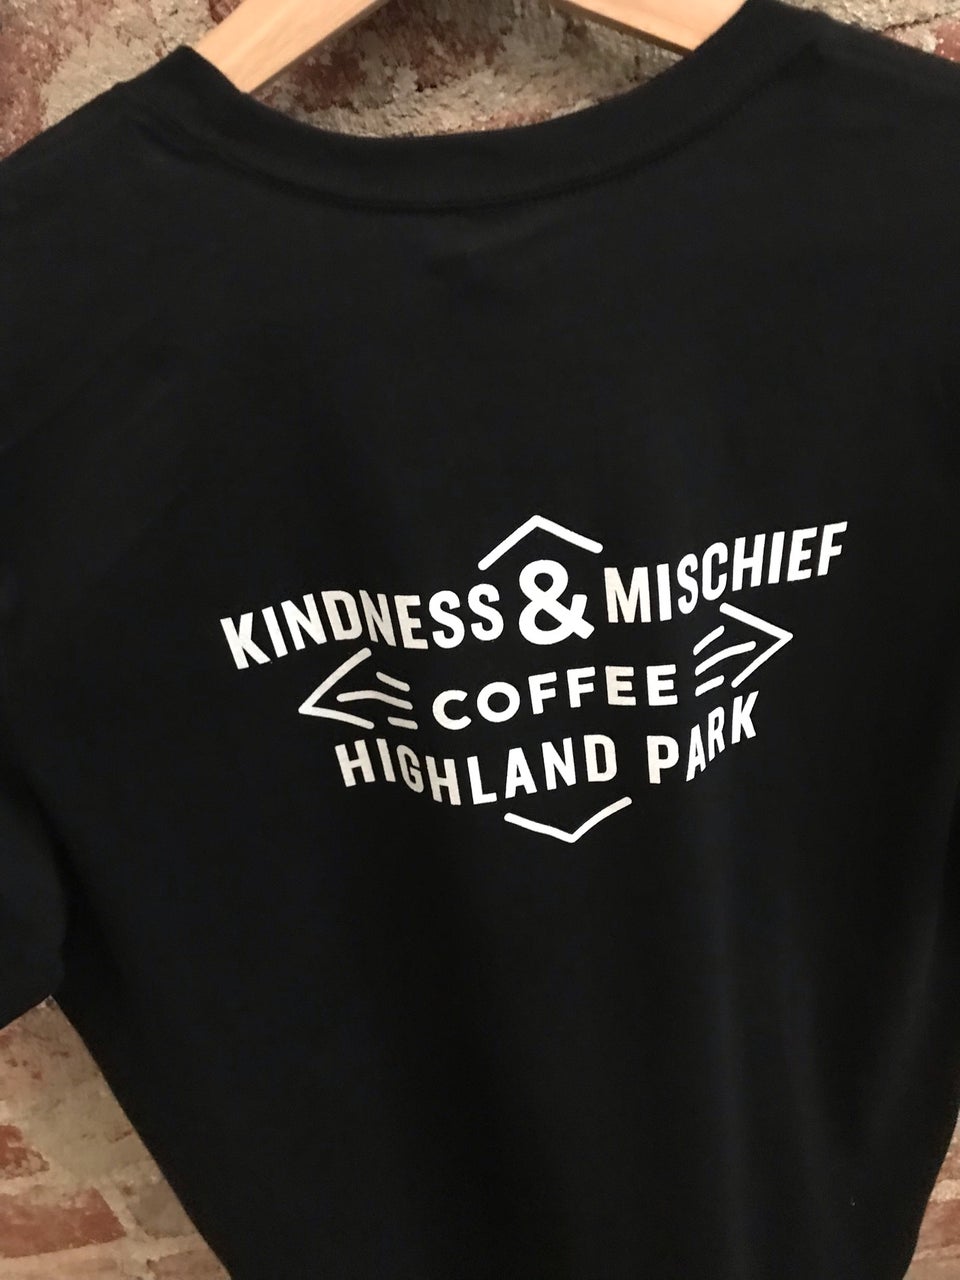 KINDNESS & MISCHIEF
COFFEE
HIGHLAND PARK